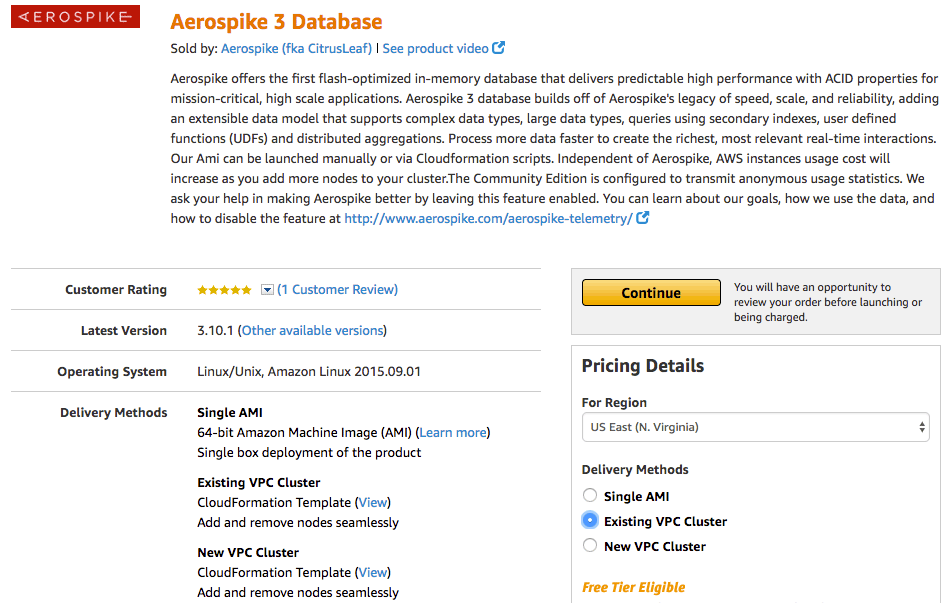 AEROSPIKE
Aerospike 3 Database
Sold by: Aerospike (fka CitrusLeaf) | See product video
Aerospike offers the first flash-optimized in-memory database that delivers predictable high performance with ACID properties for
mission-critical, high scale applications. Aerospike 3 database builds off of Aerospike's legacy of speed, scale, and reliability, adding
an extensible data model that supports complex data types, large data types, queries using secondary indexes, user defined
functions (UDFs) and distributed aggregations. Process more data faster to create the richest, most relevant real-time interactions.
Our Ami can be launched manually or via Cloudformation scripts. Independent of Aerospike, AWS instances usage cost will
increase as you add more nodes to your cluster.The Community Edition is configured to transmit anonymous usage statistics. We
ask your help in making Aerospike better by leaving this feature enabled. You can learn about our goals, how we use the data, and
how to disable the feature at http://www.aerospike.com/aerospike-telemetry/
Customer Rating
(1 Customer Review)
Latest Version
3.10.1 (Other available versions)
Operating System
Linux/Unix, Amazon Linux 2015.09.01
Delivery Methods
Single AMI
64-bit Amazon Machine Image (AMI) (Learn more)
Single box deployment of the product
Existing VPC Cluster
CloudFormation Template (View)
Add and remove nodes seamlessly
New VPC Cluster
CloudFormation Template (View)
Add and remove nodes seamlessly
Continue
You will have an opportunity to
review your order before launching or
being charged.
Pricing Details
For Region
US East (N. Virginia)
Delivery Methods
Single AMI
Existing VPC Cluster
New VPC Cluster
Free Tier Eligible